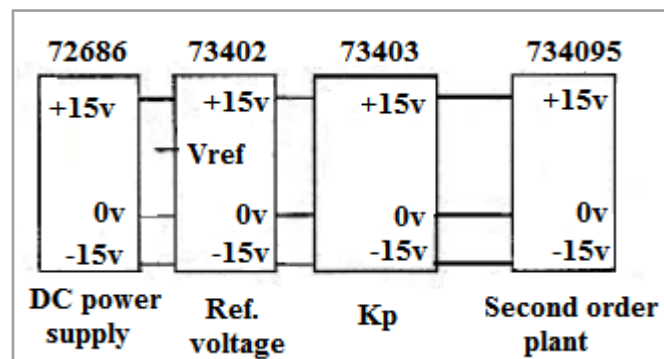 72686 73402 73403 734095
+15v +15v +15v +15v
Vref
0v 0v 0v 0v
-15v -15v -15v -15v
DC power supply
Ref. voltage
Kp
Second order plant